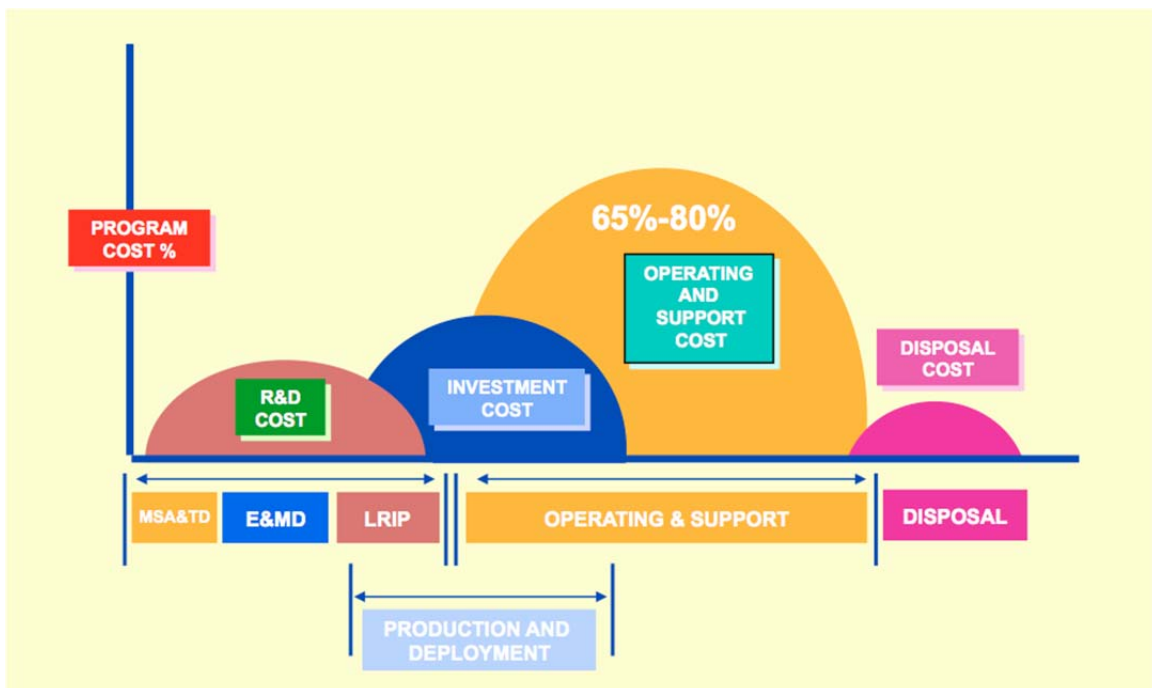 65%-80%
PROGRAM
COST %
OPERATING
AND
SUPPORT
COST
DISPOSAL
COST
R&D
COST
INVESTMENT
COST
MSA&TD
E&MD
LRIP
OPERATING & SUPPORT
DISPOSAL
PRODUCTION AND
DEPLOYMENT